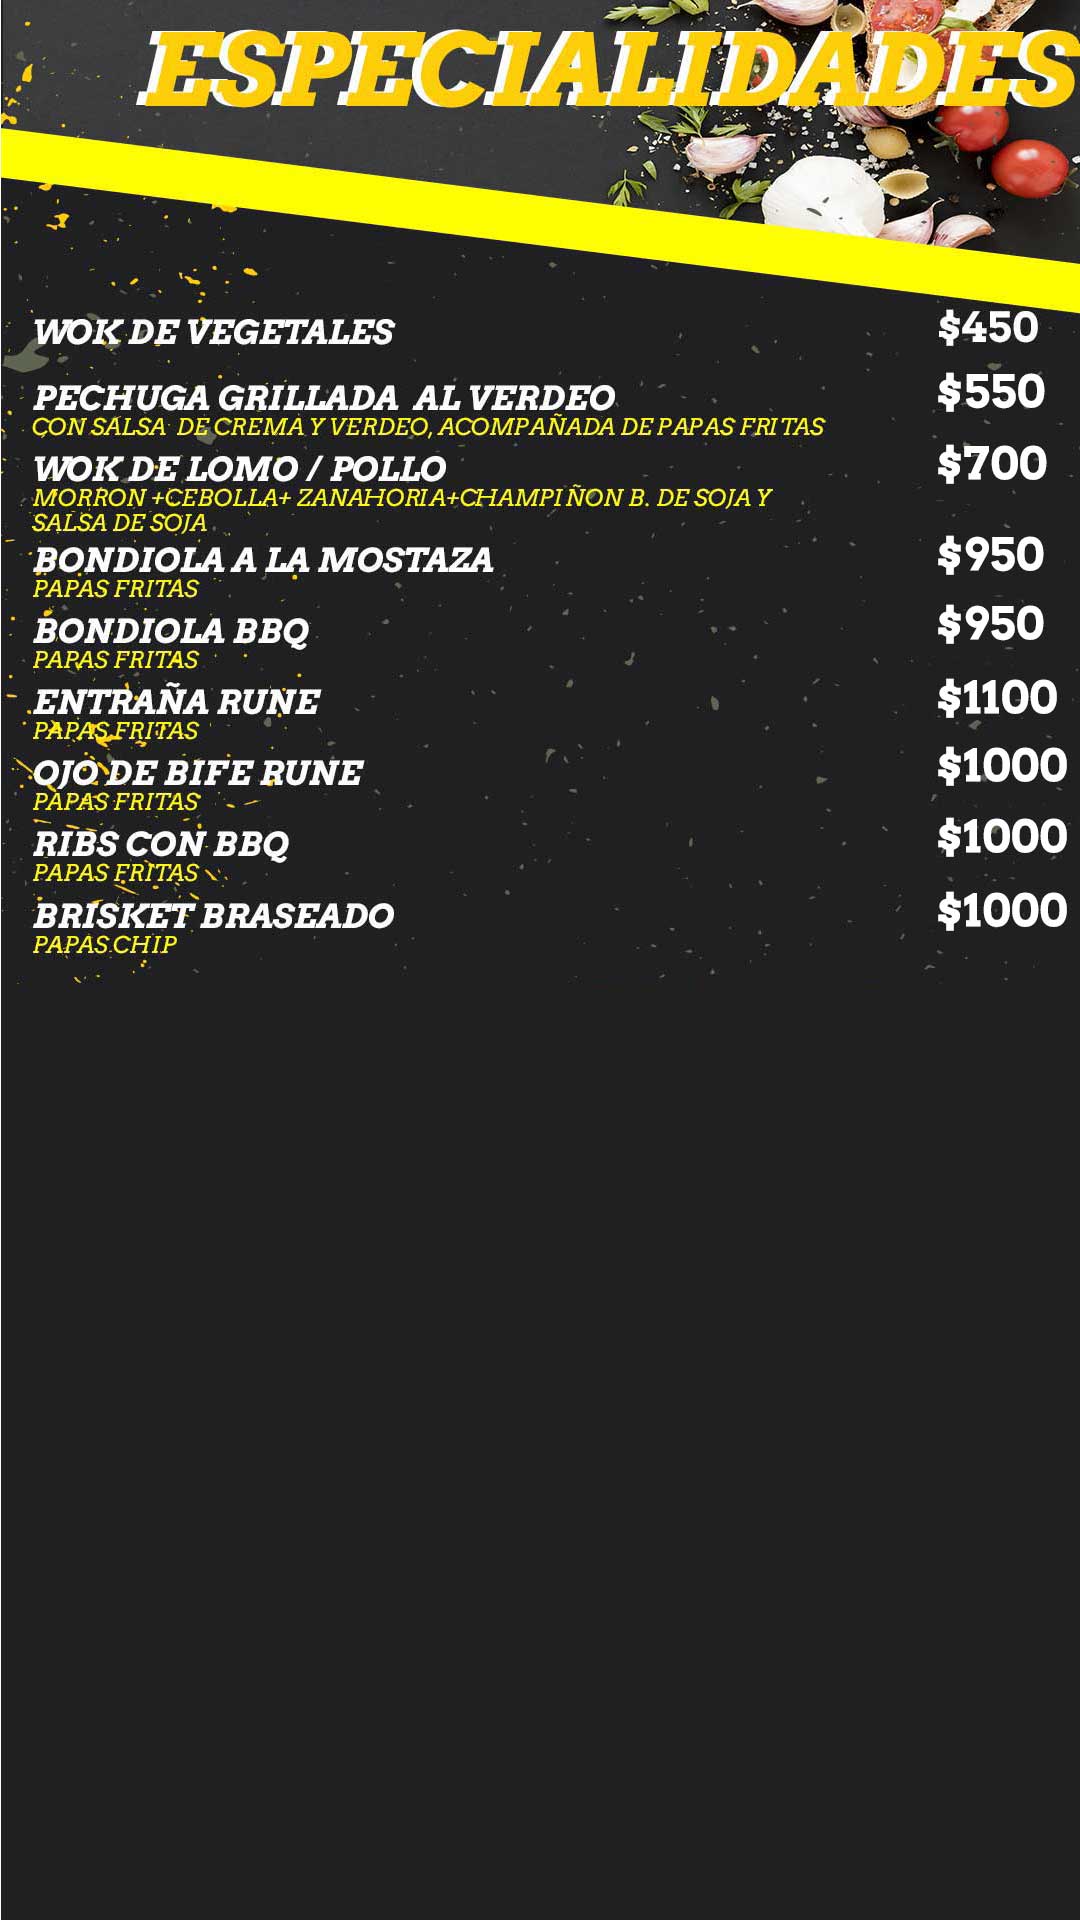 ESPECIALIDADES
WOK DE VEGETALES $450
PECHUGA GRILLADA AL VERDEO $550
CON SALSA DE CREMA Y VERDEO, ACOMPAÑADA DE PAPAS FRITAS
WOK DE LOMO / POLLO $700
MORRON +CEBOLLA+ ZANAHORIA+CHAMPIÑON B. DE SOJA Y
SALSA DE SOJA
BONDIOLA A LA MOSTAZA $950
PAPAS FRITAS
BONDIOLA BBQ $950
PAPAS FRITAS
ENTRAÑA RUNE $1100
PAPAS FRITAS
OJO DE BIFE RUNE $1000
PAPAS FRITAS
RIBS CON BBQ $1000
PAPAS FRITAS
BRISKET BRASEADO $1000
PAPAS CHIP